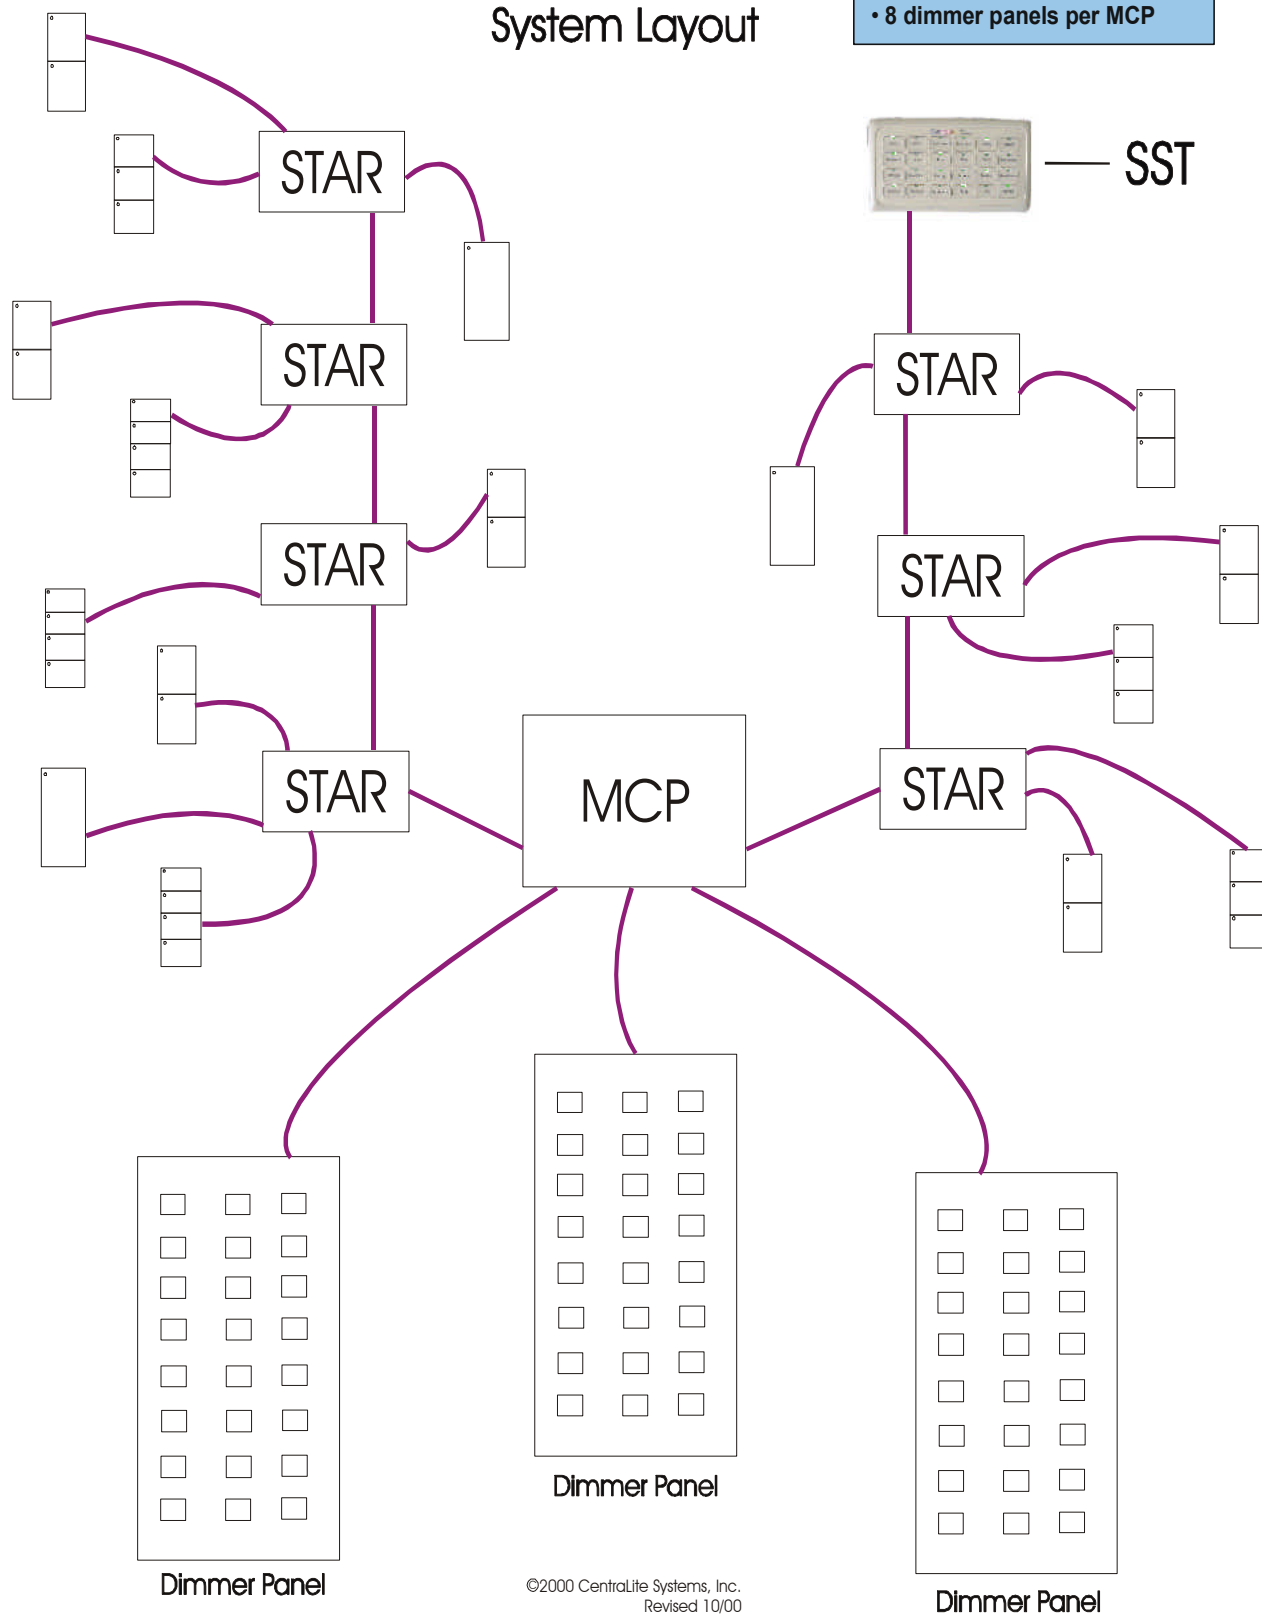 System Layout
• 8 dimmer panels per MCP
STAR
SST
STAR
STAR
STAR
STAR
STAR
STAR
MCP
Dimmer Panel
Dimmer Panel
Dimmer Panel
©2000 CentraLite Systems, Inc.
Revised 10/00